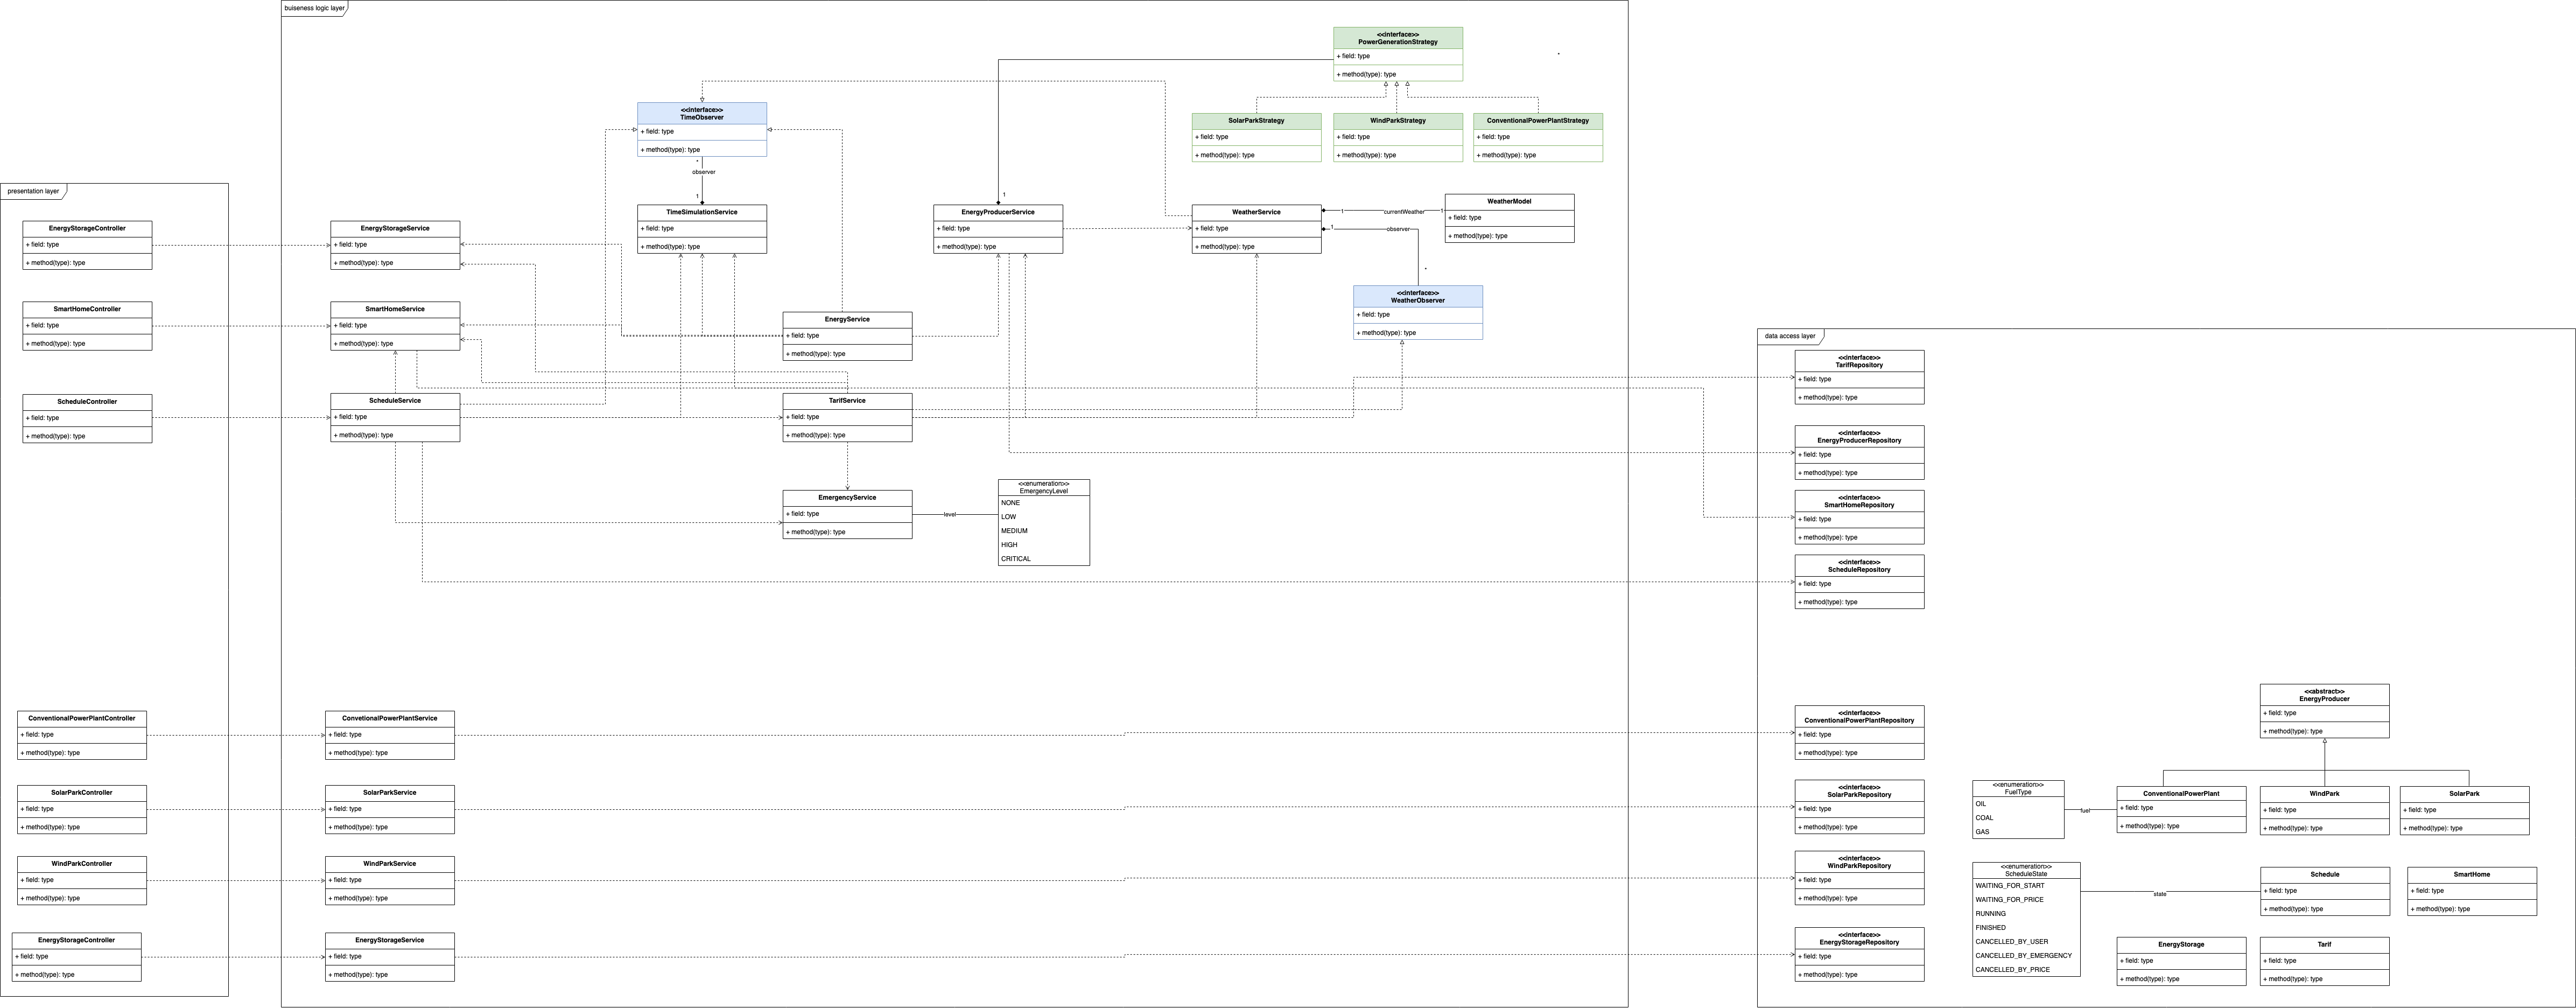 buiseness logic layer
<<interface>>
PowerGenerationStrategy
+ field: type
+ method(type): type
*
<<interface>>
TimeObserver
+ field: type
+ method(type): type
SolarParkStrategy
+ field: type
+ method(type): type
WindParkStrategy
+ field: type
+ method(type): type
ConventionalPowerPlantStrategy
+ field: type
+ method(type): type
*
observer
1
1
presentation layer
EnergyStorageController
+ field: type
+ method(type): type
EnergyStorageService
+ field: type
+ method(type): type
TimeSimulationService
+ field: type
+ method(type): type
EnergyProducerService
+ field: type
+ method(type): type
WeatherService
+ field: type
+ method(type): type
1
currentWeather
1
WeatherModel
+ field: type
+ method(type): type
1
observer
*
<<interface>>
WeatherObserver
+ field: type
+ method(type): type
SmartHomeController
+ field: type
+ method(type): type
SmartHomeService
+ field: type
+ method(type): type
EnergyService
+ field: type
+ method(type): type
data access layer
<<interface>>
TarifRepository
+ field: type
+ method(type): type
ScheduleController
+ field: type
+ method(type): type
ScheduleService
+ field: type
+ method(type): type
TarifService
+ field: type
+ method(type): type
<<interface>>
EnergyProducerRepository
+ field: type
+ method(type): type
EmergencyService
+ field: type
+ method(type): type
level
<<enumeration>>
EmergencyLevel
NONE
LOW
MEDIUM
HIGH
CRITICAL
<<interface>>
SmartHomeRepository
+ field: type
+ method(type): type
<<interface>>
ScheduleRepository
+ field: type
+ method(type): type
<<abstract>>
EnergyProducer
+ field: type
+ method(type): type
ConventionalPowerPlantController
+ field: type
+ method(type): type
ConvetionalPowerPlantService
+ field: type
+ method(type): type
<<interface>>
ConventionalPowerPlantRepository
+ field: type
+ method(type): type
SolarParkController
+ field: type
+ method(type): type
SolarParkService
+ field: type
+ method(type): type
<<interface>>
SolarParkRepository
+ field: type
+ method(type): type
<<enumeration>>
FuelType
OIL
COAL
GAS
fuel
ConventionalPowerPlant
+ field: type
+ method(type): type
WindPark
+ field: type
+ method(type): type
SolarPark
+ field: type
+ method(type): type
WindParkController
+ field: type
+ method(type): type
WindParkService
+ field: type
+ method(type): type
<<interface>>
WindParkRepository
+ field: type
+ method(type): type
<<enumeration>>
ScheduleState
WAITING_FOR_START
WAITING_FOR_PRICE
RUNNING
FINISHED
CANCELLED_BY_USER
CANCELLED_BY_EMERGENCY
CANCELLED_BY_PRICE
state
Schedule
+ field: type
+ method(type): type
SmartHome
+ field: type
+ method(type): type
EnergyStorageController
+ field: type
+ method(type): type
EnergyStorageService
+ field: type
+ method(type): type
<<interface>>
EnergyStorageRepository
+ field: type
+ method(type): type
EnergyStorage
+ field: type
+ method(type): type
Tarif
+ field: type
+ method(type): type